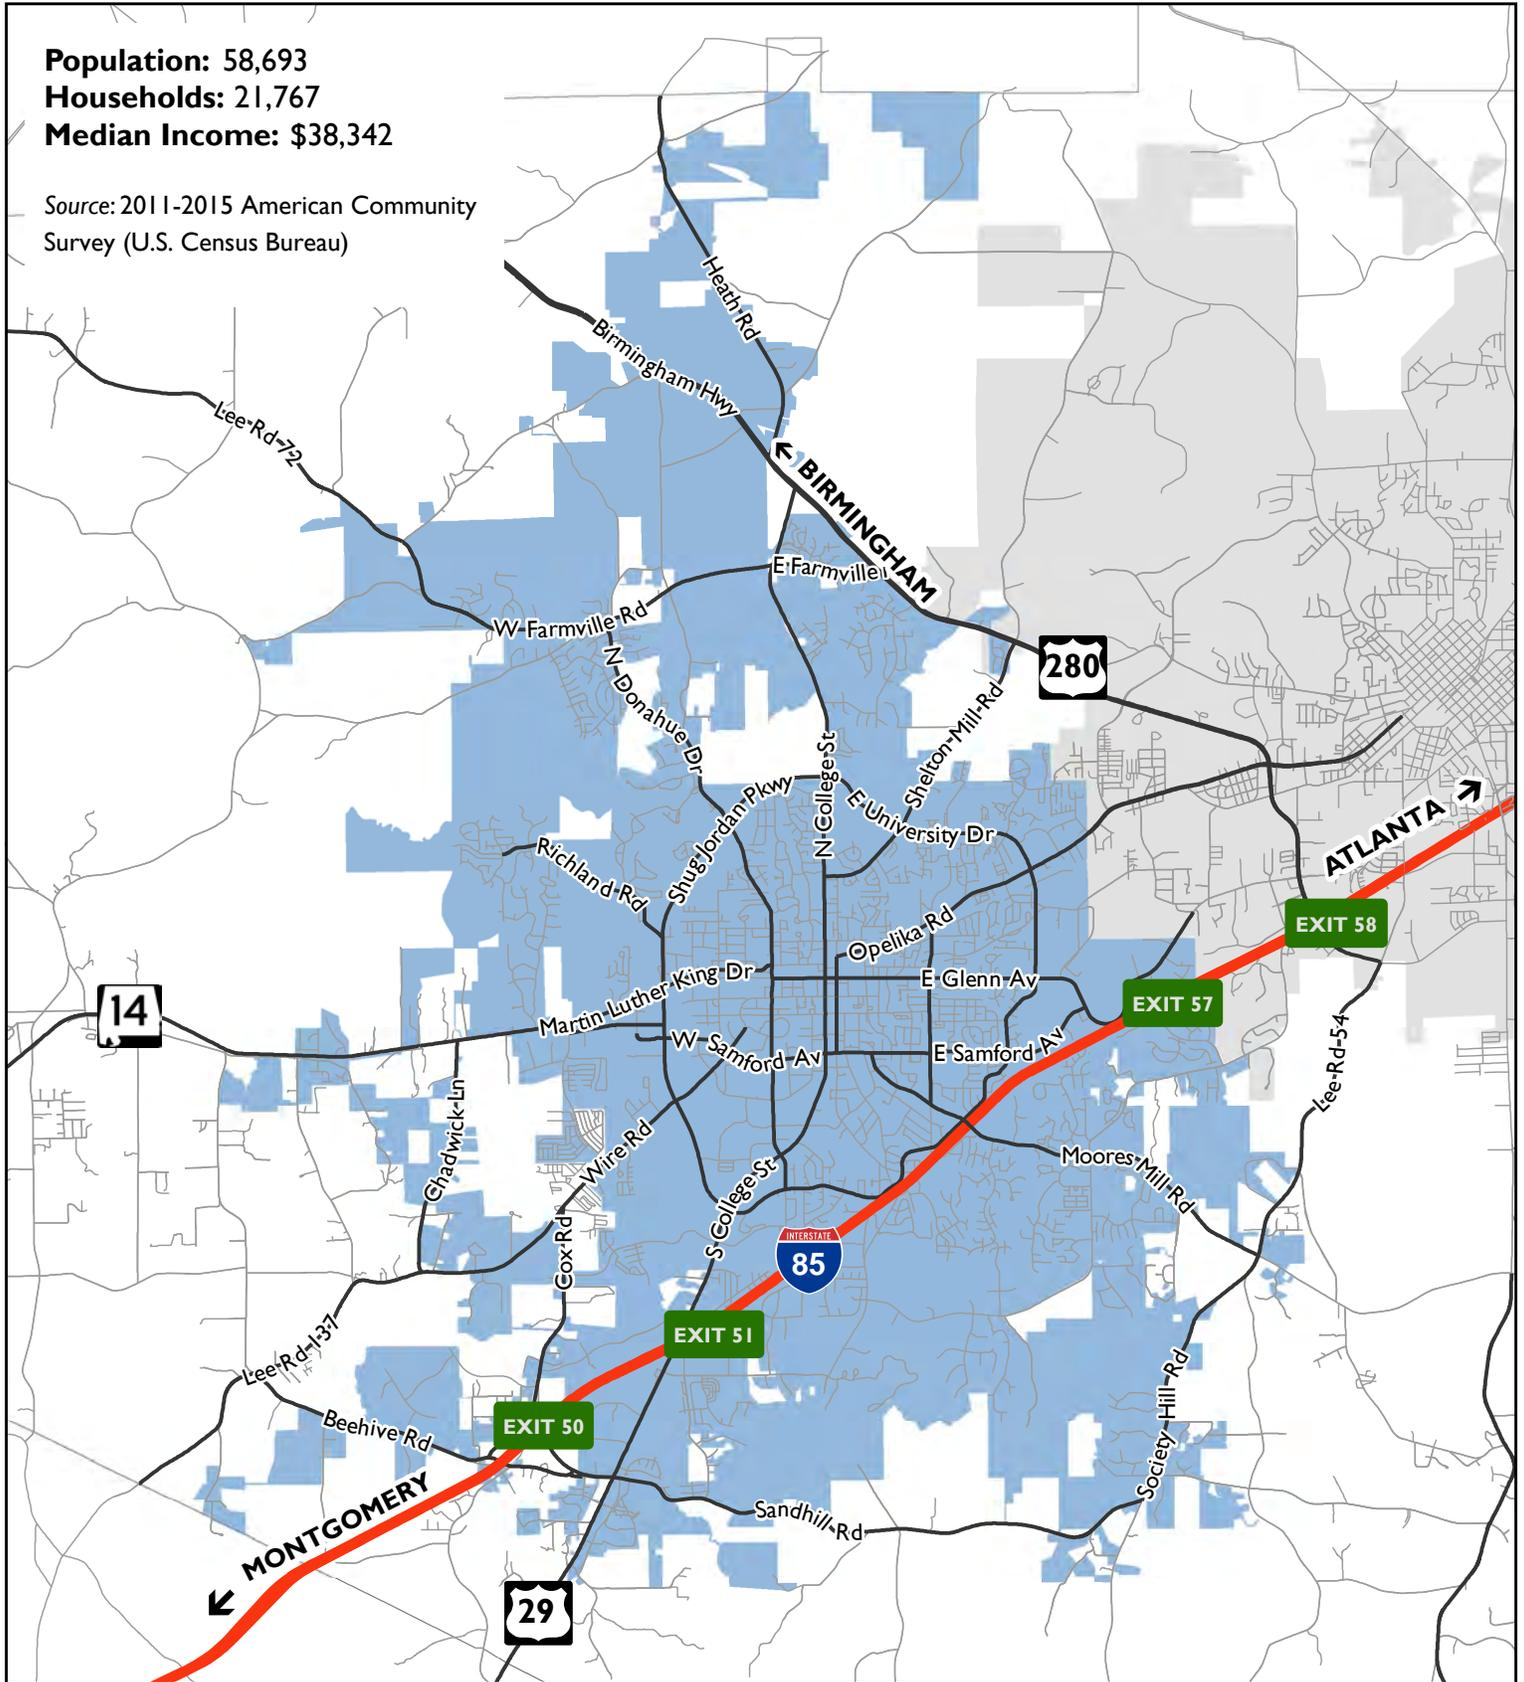 Population: 58,693
Households: 21,767
Median Income: $38,342
Source: 2011-2015 American Community
Survey (U.S. Census Bureau)
Heath Rd
Birmingham Hwy
Lee Rd 72
← BIRMINGHAM
E Farmville
W Farmville Rd
280
N Donahue Dr
Shelton Mill Rd
N College St
Shug Jordan Pkwy
E University Dr
ATLANTA →
Richland Rd
Opelika Rd
EXIT 58
Martin Luther King Dr
E Glenn Av
EXIT 57
14
W Samford Av
E Samford Av
Lee Rd 54
Chadwick Ln
Wire Rd
Moores Mill Rd
S College St
Cox Rd
INTERSTATE
85
EXIT 51
Lee Rd 137
Society Hill Rd
EXIT 50
Beehive Rd
← MONTGOMERY
Sandhill Rd
29